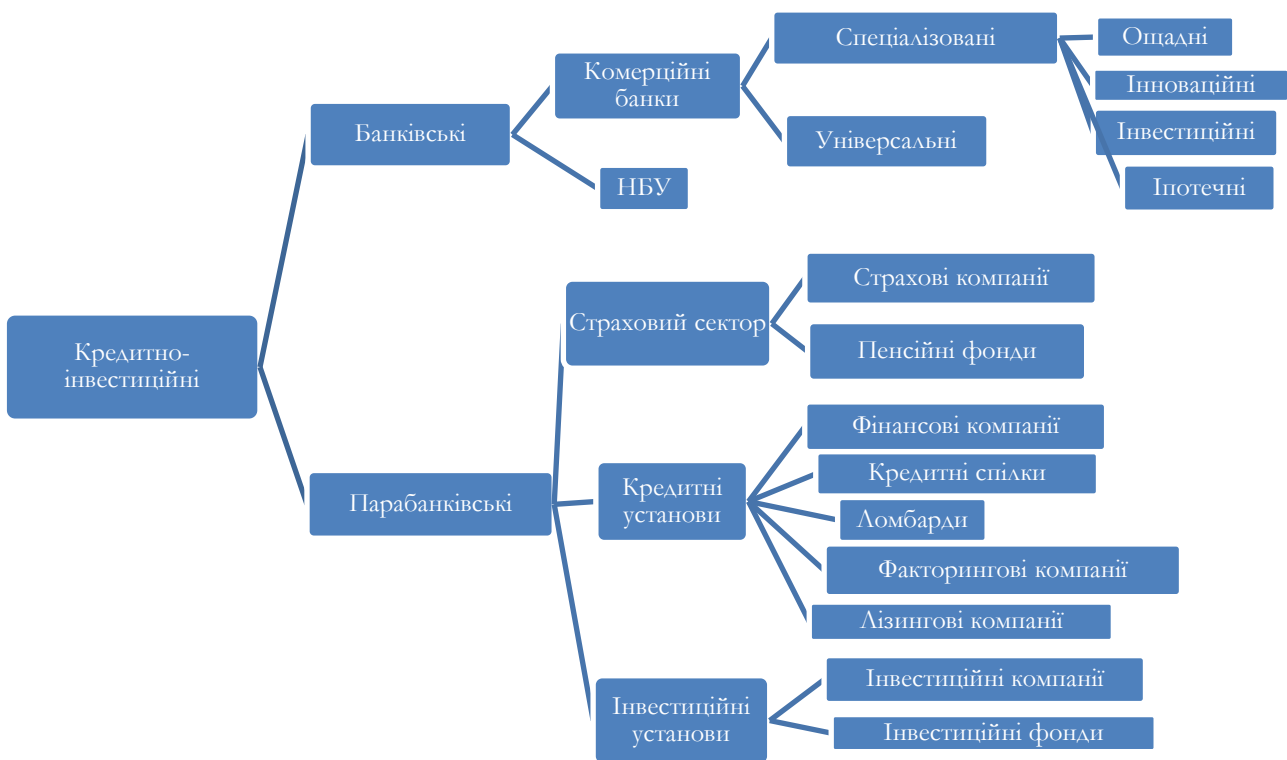 Спеціалізовані
Ощадні
Комерційні
банки
Інноваційні
Банківські
Універсальні
Інвестиційні
НБУ
Іпотечні
Страхові компанії
Страховий сектор
Пенсійні фонди
Кредитно-
інвестиційні
Фінансові компанії
Кредитні спілки
Парабанківські
Кредитні
установи
Ломбарди
Факторингові компанії
Лізингові компанії
Інвестиційні компанії
Інвестиційні
установи
Інвестиційні фонди